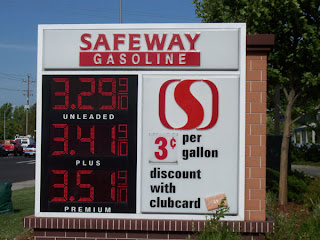 SAFEWAY
GASOLINE
3.29 9/10
UNLEADED
3.41 9/10
PLUS
3.51 9/10
PREMIUM
S
3¢ per
gallon
discount
with
clubcard